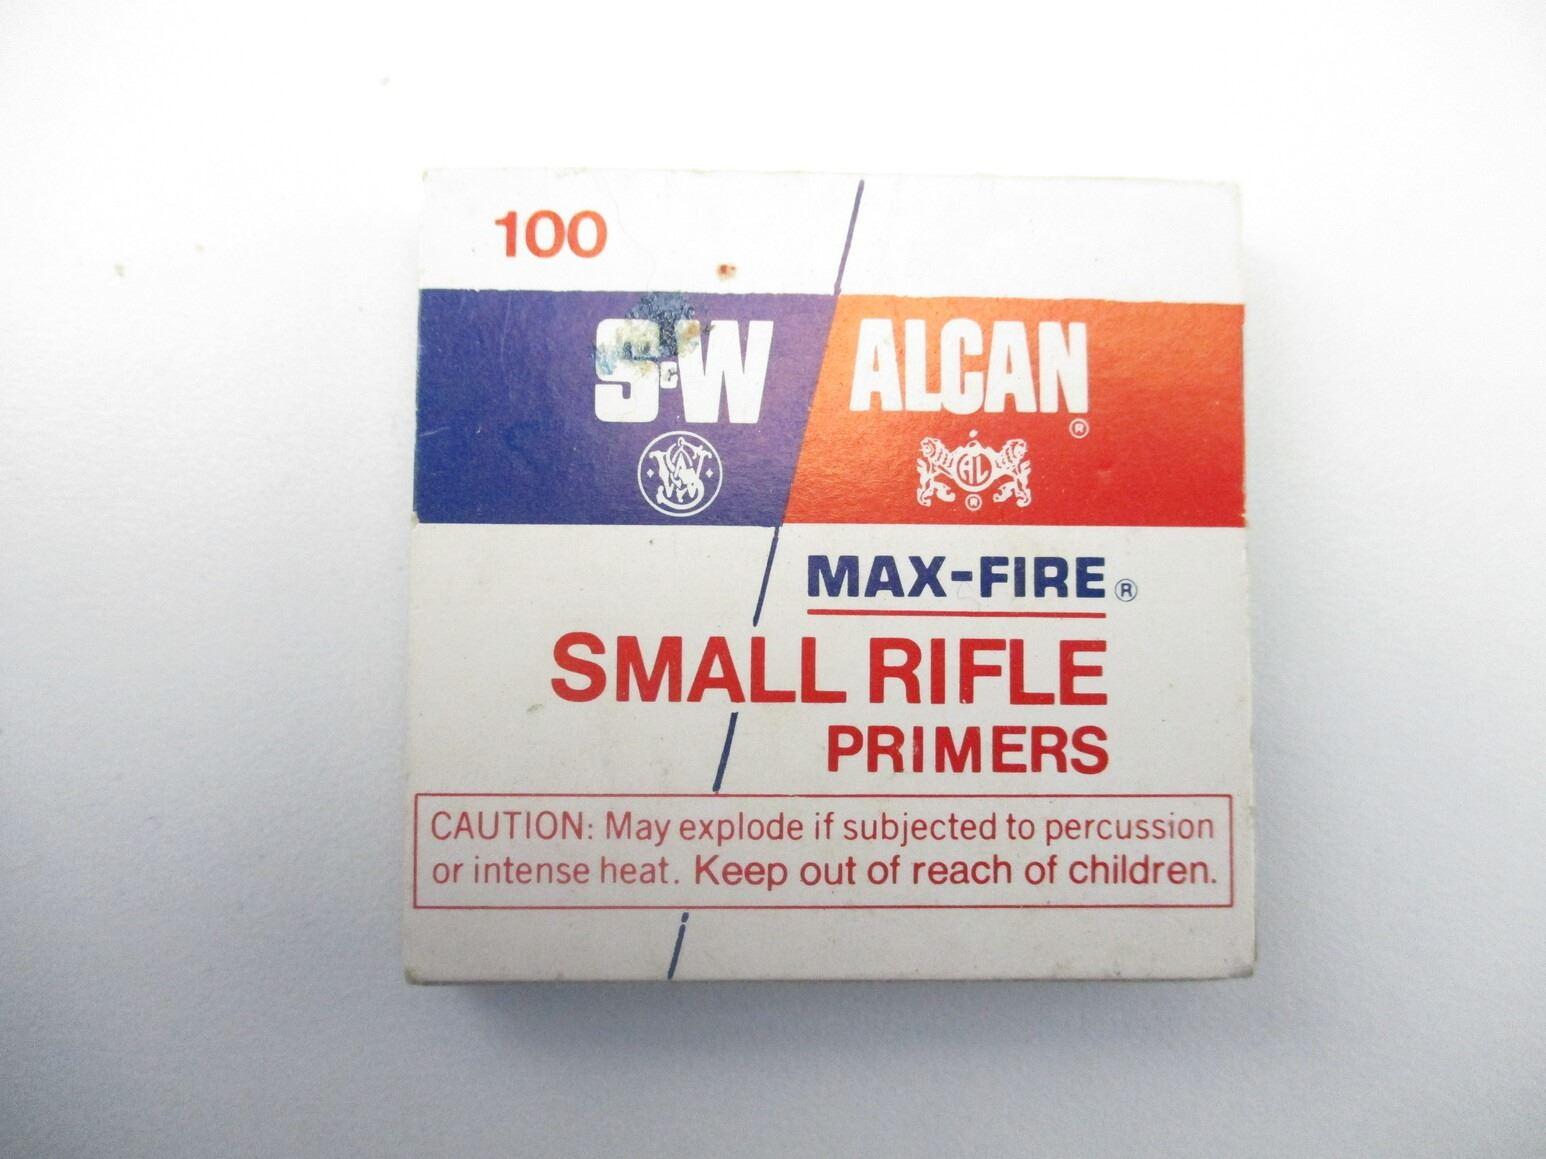 100
S&W ALCAN®
AL
®
MAX-FIRE®
SMALL RIFLE
PRIMERS
CAUTION: May explode if subjected to percussion
or intense heat. Keep out of reach of children.